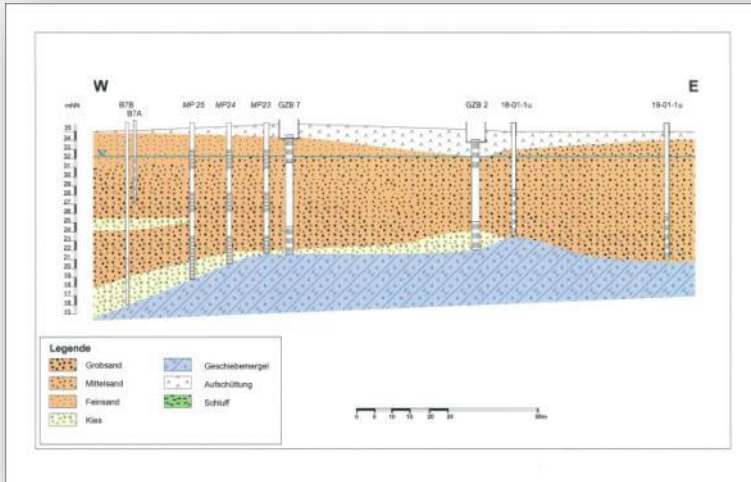 W
E
mNN B7B MP 25 MP24 MP23 GZB 7 GZB 2 18-01-1u 19-01-1u
B7A
35
34
33
32
31
30
29
28
27
26
25
24
23
22
21
20
19
18
17
16
15
Legende
Grobsand
Mittelsand
Feinsand
Kies
Geschiebemergel
Aufschüttung
Schluff
0 5 10 15 20 25 50m